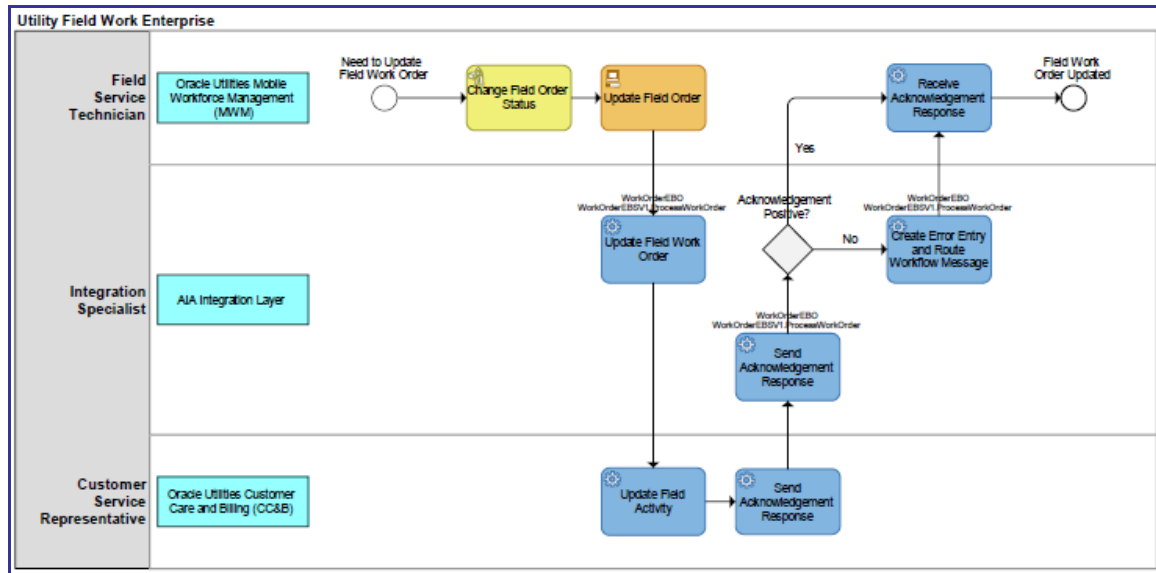 Utility Field Work Enterprise
Field
Service
Technician
Oracle Utilities Mobile
Workforce Management
(MWM)
Need to Update
Field Work Order
Change Field Order
Status
Update Field Order
Receive
Acknowledgement
Response
Field Work
Order Updated
Yes
Integration
Specialist
AIA Integration Layer
WorkOrderEBO
WorkOrderEBSV1.ProcessWorkOrder
Update Field Work
Order
Acknowledgement
Positive?
No
WorkOrderEBO
WorkOrderEBSV1.ProcessWorkOrder
Create Error Entry
and Route
Workflow Message
WorkOrderEBO
WorkOrderEBSV1.ProcessWorkOrder
Send
Acknowledgement
Response
Customer
Service
Representative
Oracle Utilities Customer
Care and Billing (CC&B)
Update Field
Activity
Send
Acknowledgement
Response